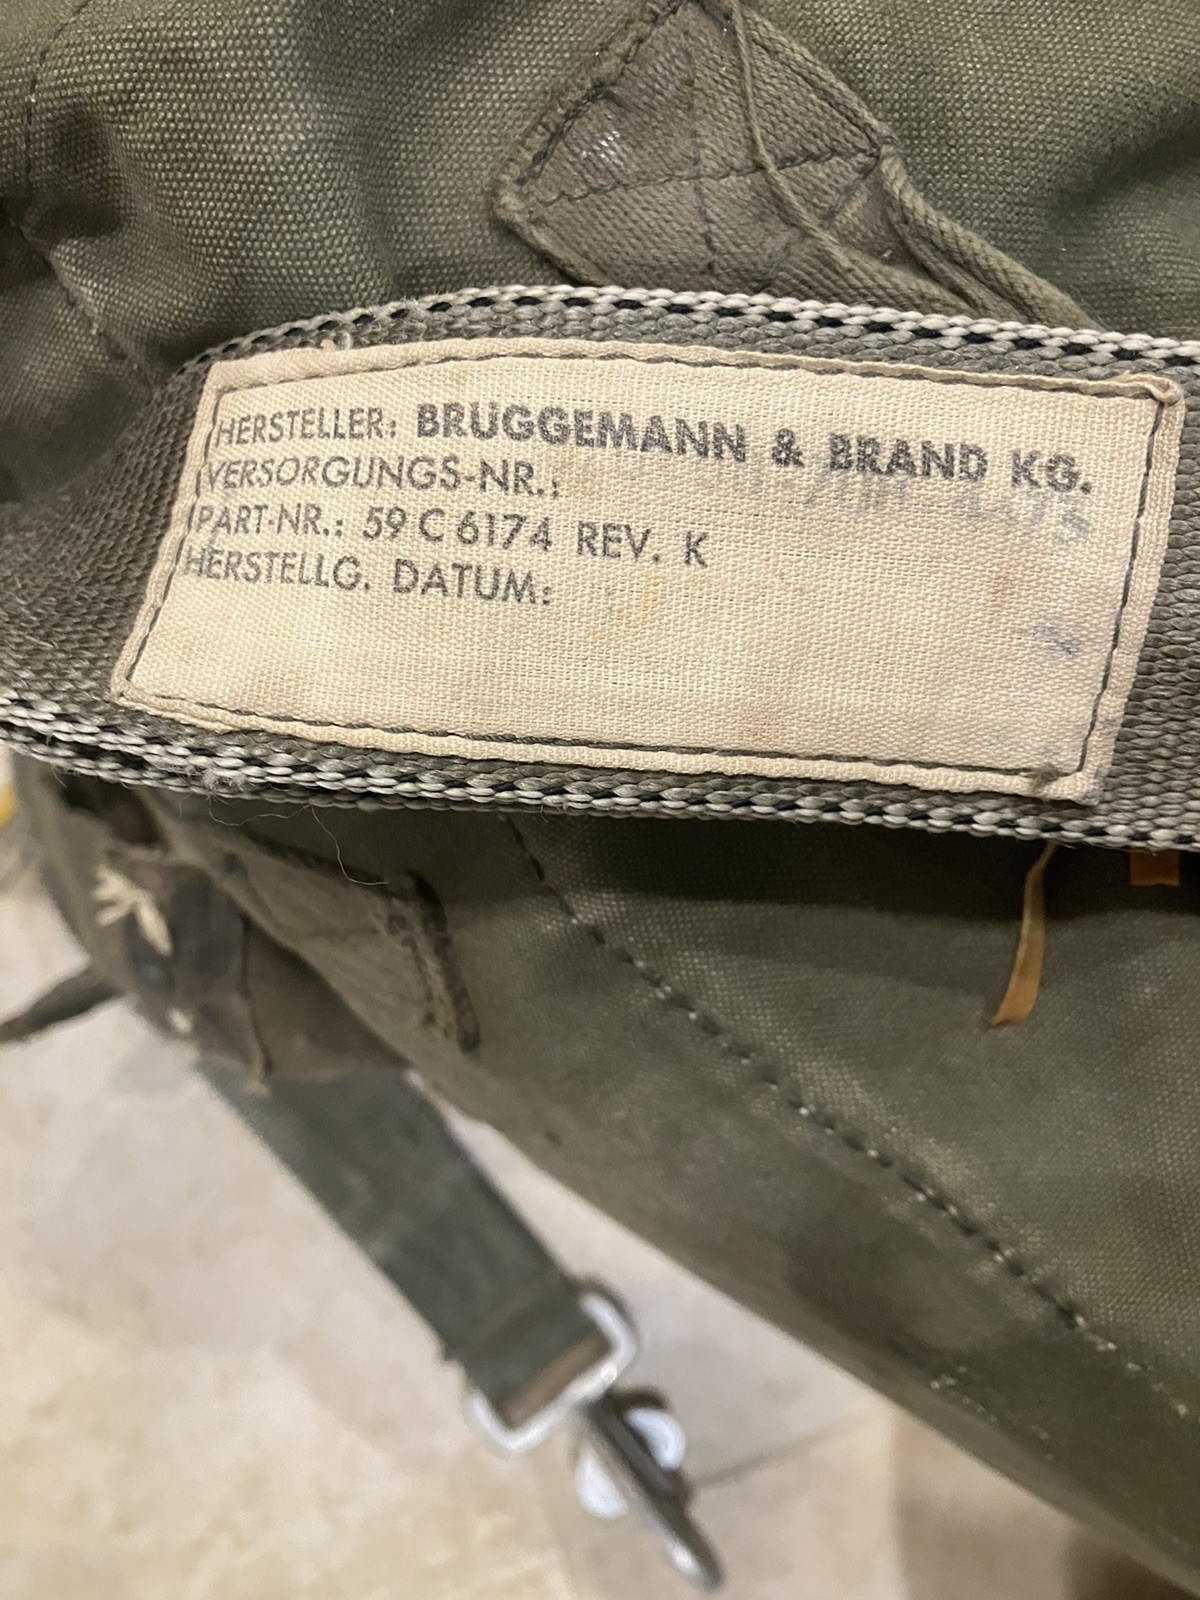 HERSTELLER: BRUGGEMANN & BRAND KG.
VERSORGUNGS-NR.:
PART-NR.: 59 C 6174 REV. K
HERSTELLG. DATUM: